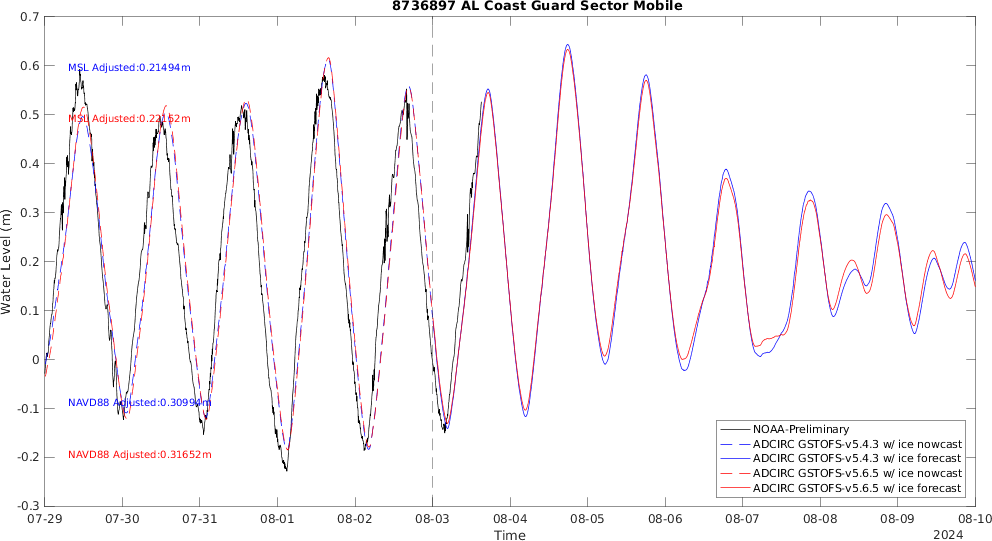 8736897 AL Coast Guard Sector Mobile
0.7
0.6
0.5
0.4
0.3
0.2
0.1
0
-0.1
-0.2
-0.3
Water Level (m)
MSL Adjusted:0.21494m
MSL Adjusted:0.22152m
NAVD88 Adjusted:0.30994m
NAVD88 Adjusted:0.31652m
NOAA-Preliminary
ADCIRC GSTOFS-v5.4.3 w/ ice nowcast
ADCIRC GSTOFS-v5.4.3 w/ ice forecast
ADCIRC GSTOFS-v5.6.5 w/ ice nowcast
ADCIRC GSTOFS-v5.6.5 w/ ice forecast
07-29 07-30 07-31 08-01 08-02 08-03 08-04 08-05 08-06 08-07 08-08 08-09 08-10
Time
2024